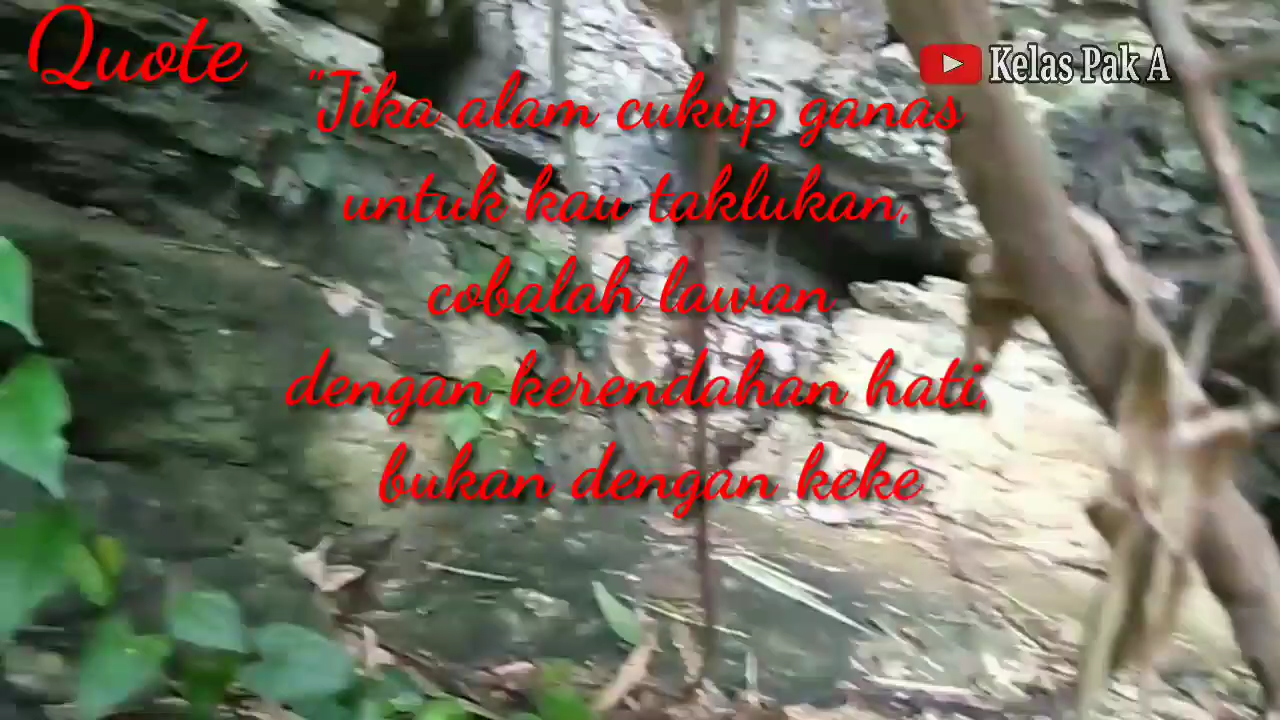 Quote
Kelas Pak A
"Jika alam cukup ganas
untuk kau taklukan,
cobalah lawan
dengan kerendahan hati,
bukan dengan keke